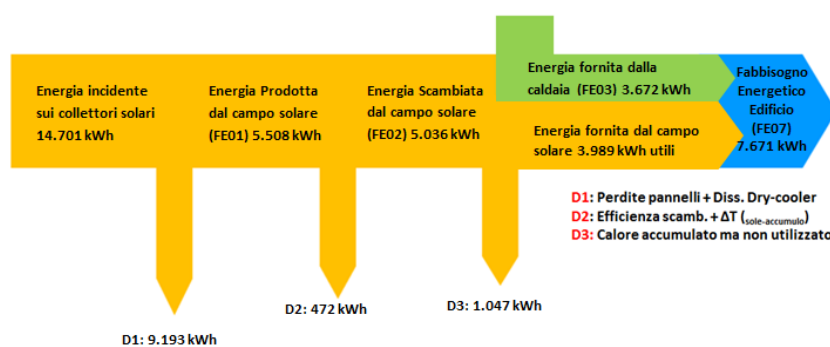 Energia incidente
sui collettori solari
14.701 kWh
Energia Prodotta
dal campo solare
(FE01) 5.508 kWh
Energia Scambiata
dal campo solare
(FE02) 5.036 kWh
Energia fornita dalla
caldaia (FE03) 3.672 kWh
Energia fornita dal campo
solare 3.989 kWh utili
Fabbisogno
Energetico
Edificio
(FE07)
7.671 kWh
D1: Perdite pannelli + Diss. Dry-cooler
D2: Efficienza scamb. + ΔT (sole-accumulo)
D3: Calore accumulato ma non utilizzato
D1: 9.193 kWh
D2: 472 kWh
D3: 1.047 kWh